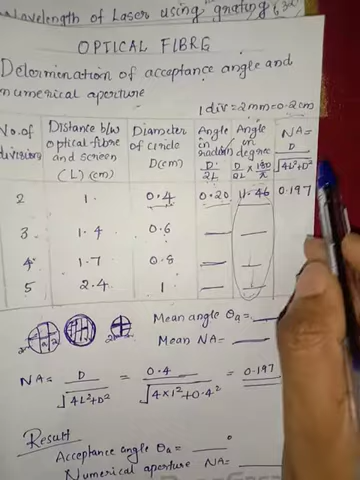 Wavelength of Laser using grating
OPTICAL FIBRE
Determination of acceptance angle and
numerical aperture
1 div = 2mm = 0.2cm
No. of divisions | Distance b/w optical fibre and screen (L) (cm) | Diameter of circle D (cm) | Angle in radian D/2L | Angle in degree D/2L × 180/π | NA = D/√4L²+D²
2 | 1. | 0.4 | 0.20 | 11.46 | 0.197
3 | 1.4 | 0.6 | — | —
4 | 1.7 | 0.8 | — | —
5 | 2.4 | 1 | — | —
Mean angle θa = —
Mean NA = —
NA = D/√4L²+D² = 0.4/√4×1²+0.4² = 0.197
Result
Acceptance angle θa = —°
Numerical aperture NA = —